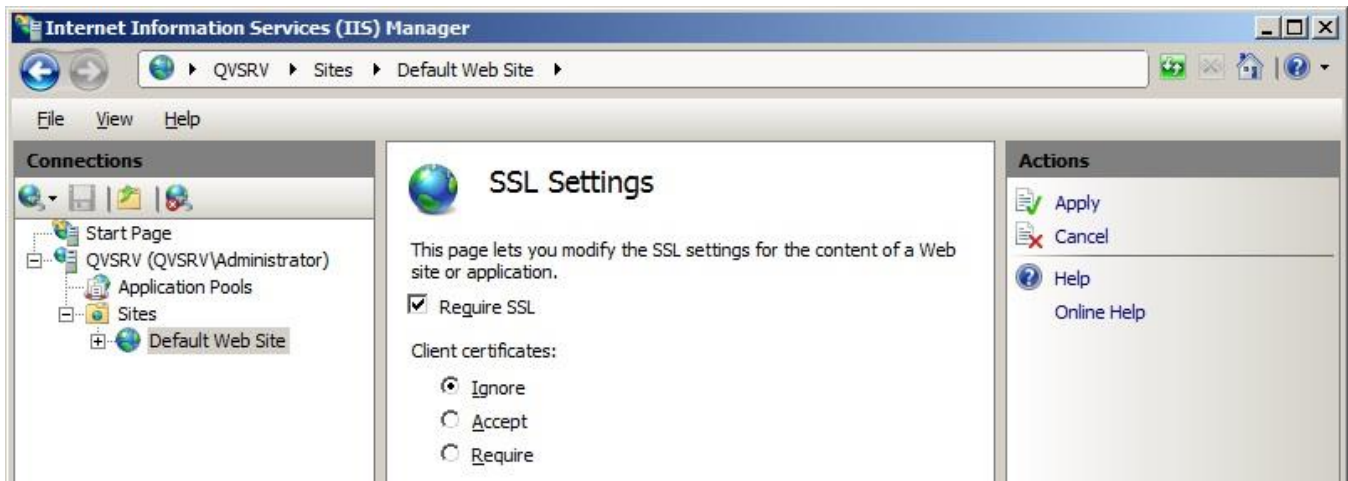 Internet Information Services (IIS) Manager
QVSRV Sites Default Web Site
File View Help
Connections
Start Page
QVSRV (QVSRV\Administrator)
Application Pools
Sites
Default Web Site
SSL Settings
This page lets you modify the SSL settings for the content of a Web
site or application.
Require SSL
Client certificates:
Ignore
Accept
Require
Actions
Apply
Cancel
Help
Online Help